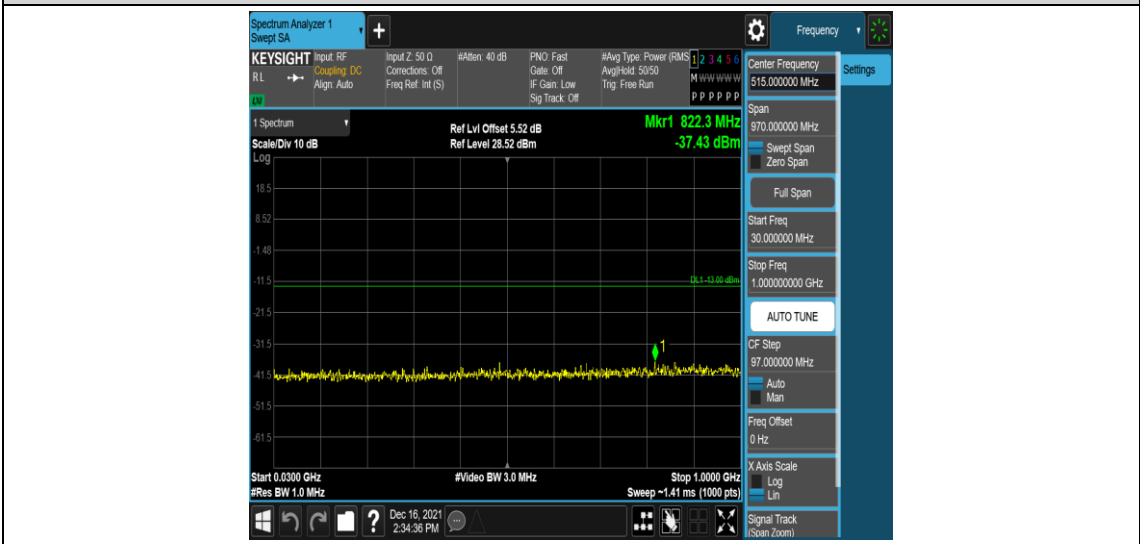 Spectrum Analyzer 1
Swept SA
+
Frequency
KEYSIGHT
RL
LXI
Input: RF
Coupling: DC
Align: Auto
Input Z: 50 Ω
Corrections: Off
Freq Ref: Int (S)
#Atten: 40 dB
PNO: Fast
Gate: Off
IF Gain: Low
Sig Track: Off
#Avg Type: Power (RMS
Avg|Hold: 50/50
Trig: Free Run
1 2 3 4 5 6
M W W W W W
P P P P P P
1 Spectrum
Scale/Div 10 dB
Log
Ref Lvl Offset 5.52 dB
Ref Level 28.52 dBm
Mkr1 822.3 MHz
-37.43 dBm
18.5
8.52
-1.48
-11.5
DL1 -13.00 dBm
-21.5
-31.5
1
-41.5
-51.5
-61.5
Start 0.0300 GHz
#Res BW 1.0 MHz
#Video BW 3.0 MHz
Stop 1.0000 GHz
Sweep ~1.41 ms (1000 pts)
?
Dec 16, 2021
2:34:36 PM
Center Frequency
515.000000 MHz
Settings
Span
970.000000 MHz
Swept Span
Zero Span
Full Span
Start Freq
30.000000 MHz
Stop Freq
1.000000000 GHz
AUTO TUNE
CF Step
97.000000 MHz
Auto
Man
Freq Offset
0 Hz
X Axis Scale
Log
Lin
Signal Track
(Span Zoom)